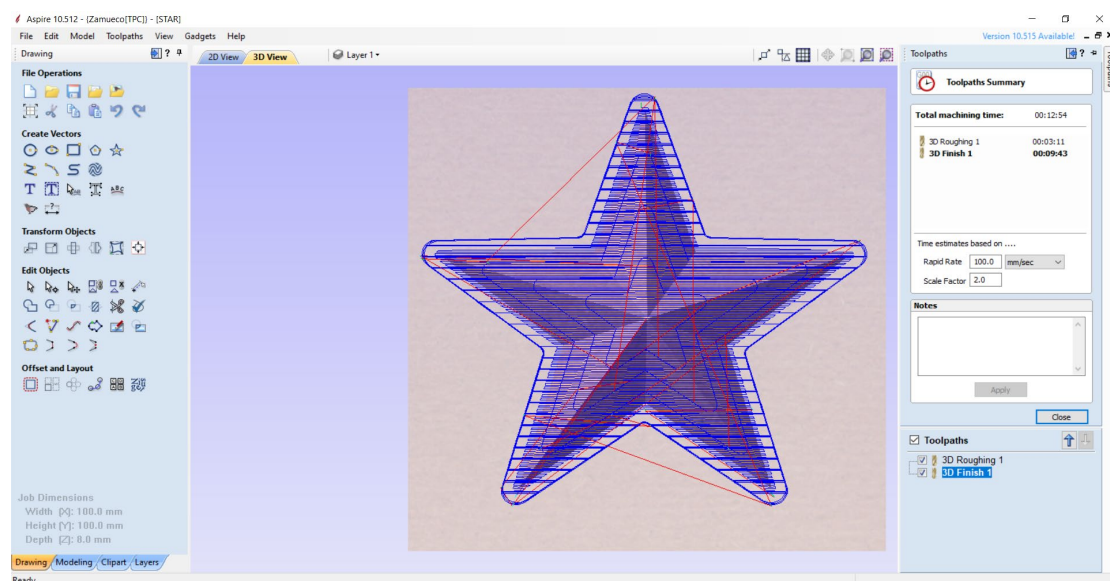 Aspire 10.512 - {Zamueco[TPC]} - [STAR]
File Edit Model Toolpaths View Gadgets Help
Version 10.515 Available!
Drawing
2D View
3D View
Layer 1
Toolpaths
File Operations
Create Vectors
Transform Objects
Edit Objects
Offset and Layout
Job Dimensions
Width [X]: 100.0 mm
Height [Y]: 100.0 mm
Depth [Z]: 8.0 mm
Drawing Modeling Clipart Layers
Ready
Toolpaths Summary
Total machining time: 00:12:54
3D Roughing 1 00:03:11
3D Finish 1 00:09:43
Time estimates based on ....
Rapid Rate 100.0 mm/sec
Scale Factor 2.0
Notes
Apply
Close
Toolpaths
3D Roughing 1
3D Finish 1